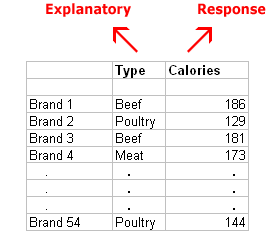 Explanatory Response
Type Calories
Brand 1 Beef 186
Brand 2 Poultry 129
Brand 3 Beef 181
Brand 4 Meat 173
. . .
. . .
. . .
Brand 54 Poultry 144